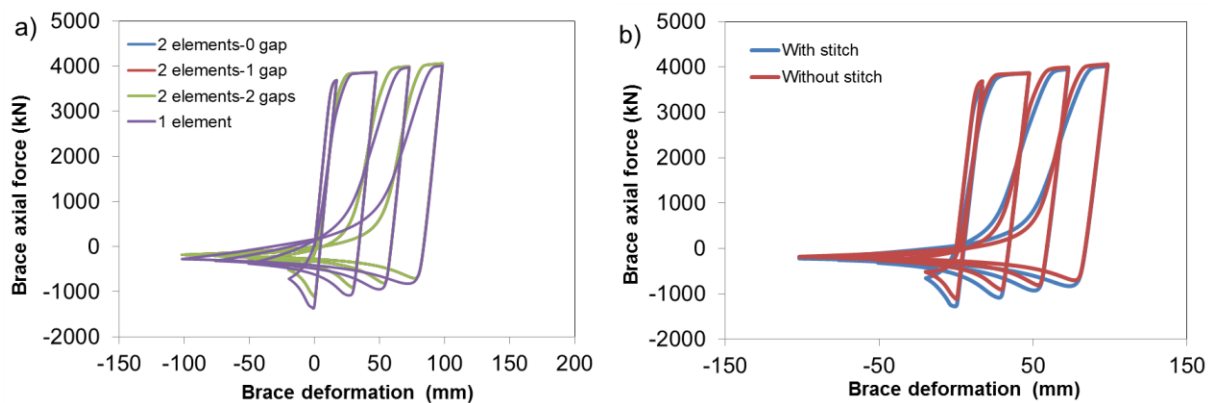 a)
5000
4000
3000
2000
1000
0
-1000
-2000
Brace axial force (kN)
2 elements-0 gap
2 elements-1 gap
2 elements-2 gaps
1 element
-150 -100 -50 0 50 100 150 200
Brace deformation (mm)
b)
5000
4000
3000
2000
1000
0
-1000
-2000
Brace axial force (kN)
With stitch
Without stitch
-150 -50 50 150
Brace deformation (mm)